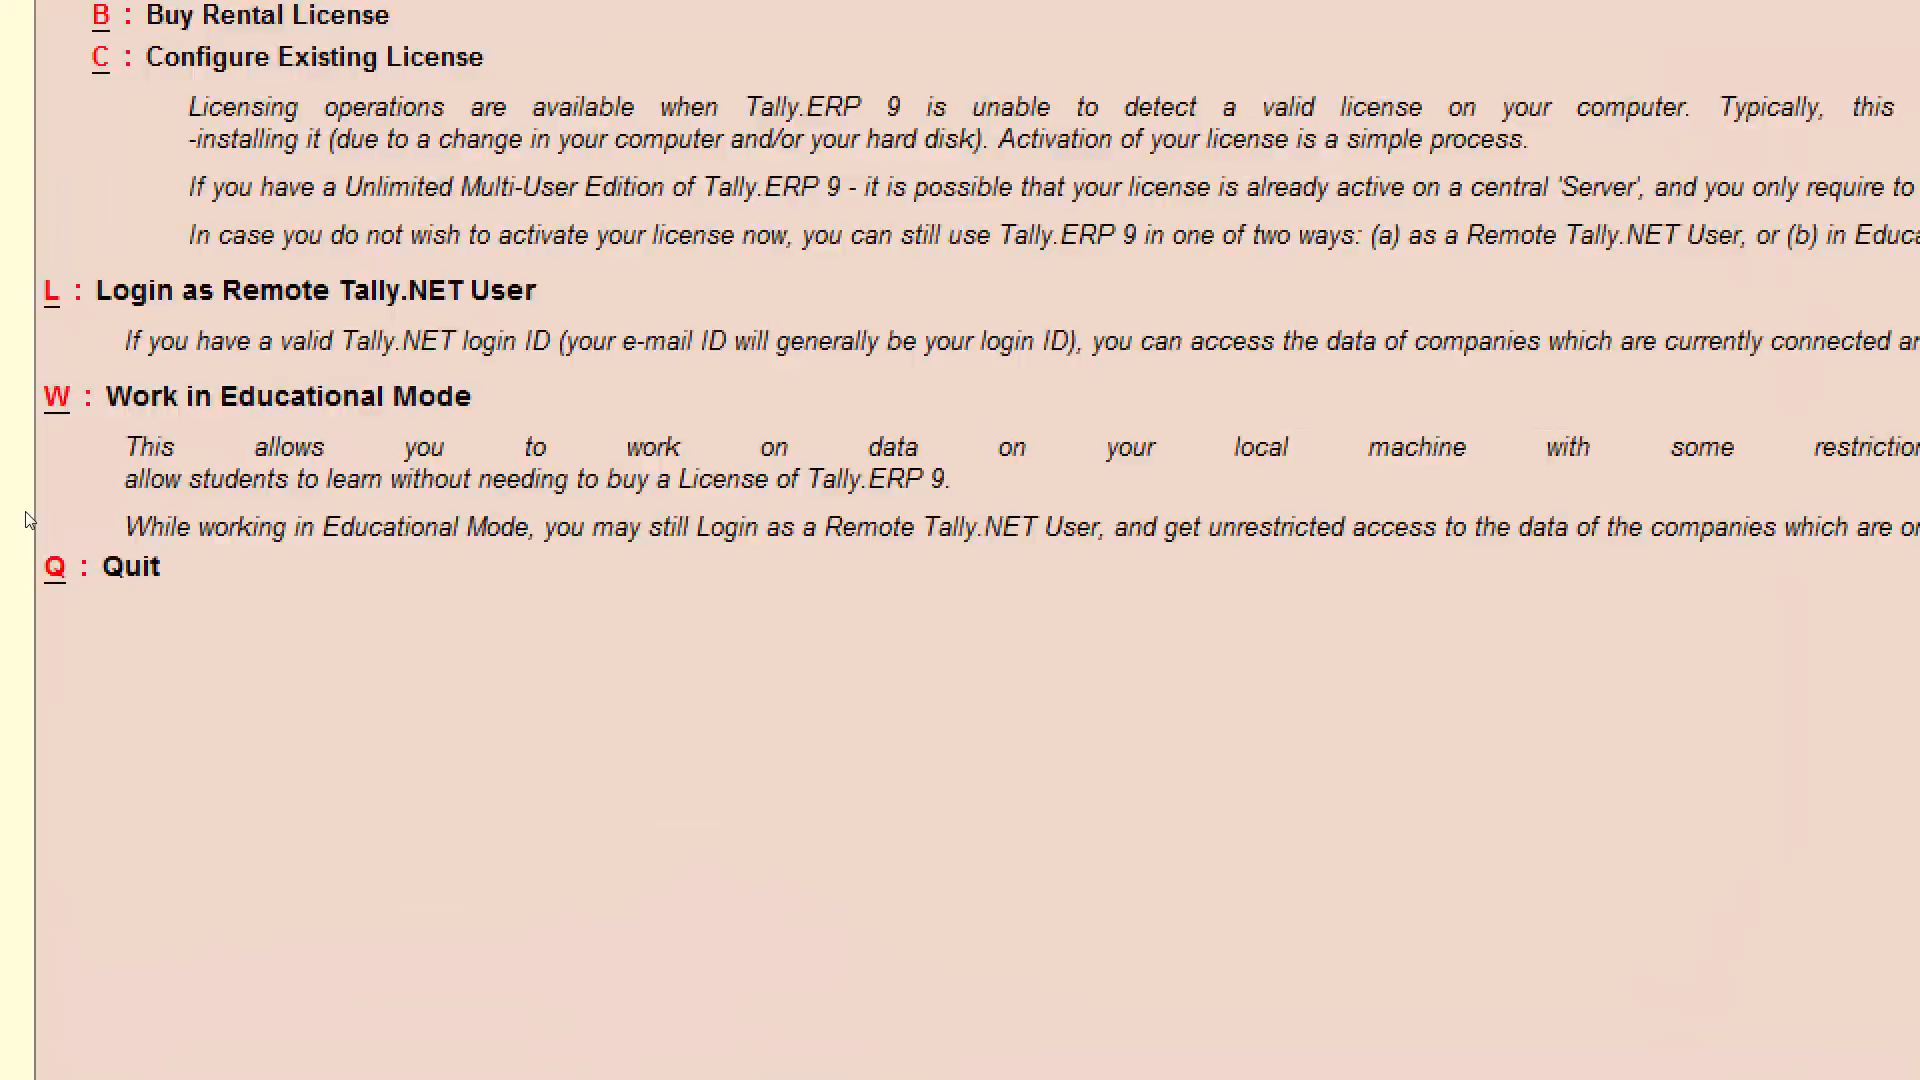 B : Buy Rental License
C : Configure Existing License
Licensing operations are available when Tally.ERP 9 is unable to detect a valid license on your computer. Typically, this
-installing it (due to a change in your computer and/or your hard disk). Activation of your license is a simple process.
If you have a Unlimited Multi-User Edition of Tally.ERP 9 - it is possible that your license is already active on a central 'Server', and you only require to
In case you do not wish to activate your license now, you can still use Tally.ERP 9 in one of two ways: (a) as a Remote Tally.NET User, or (b) in
L : Login as Remote Tally.NET User
If you have a valid Tally.NET login ID (your e-mail ID will generally be your login ID), you can access the data of companies which are currently connected
W : Work in Educational Mode
This allows you to work on data on your local machine with some
allow students to learn without needing to buy a License of Tally.ERP 9.
While working in Educational Mode, you may still Login as a Remote Tally.NET User, and get unrestricted access to the data of the companies which are
Q : Quit